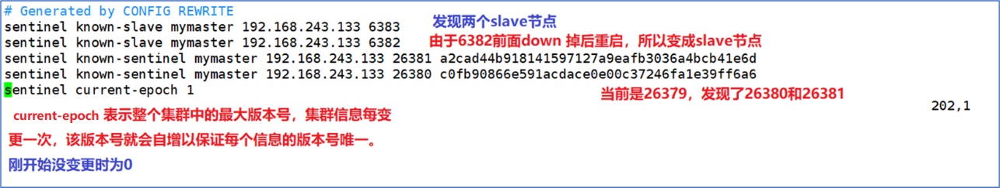 # Generated by CONFIG REWRITE
sentinel known-slave mymaster 192.168.243.133 6383
发现两个slave节点
sentinel known-slave mymaster 192.168.243.133 6382
由于6382前面down 掉后重启，所以变成slave节点
sentinel known-sentinel mymaster 192.168.243.133 26381 a2cad44b918141597127a9eafb3036a4bcb41e6d
sentinel known-sentinel mymaster 192.168.243.133 26380 c0fb90866e591acdace0e00c37246fa1e39ff6a6
sentinel current-epoch 1
当前是26379，发现了26380和26381
202,1
current-epoch 表示整个集群中的最大版本号，集群信息每变
更一次，该版本号就会自增以保证每个信息的版本号唯一。
刚开始没变更时为0